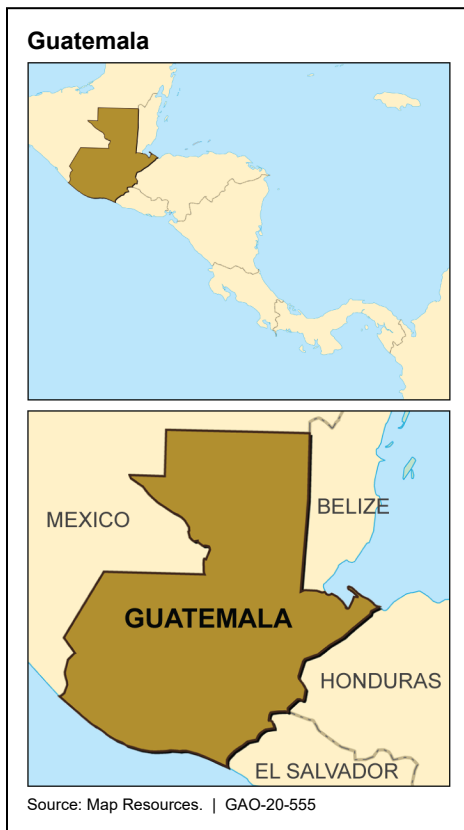 Guatemala
MEXICO
BELIZE
GUATEMALA
HONDURAS
EL SALVADOR
Source: Map Resources. | GAO-20-555